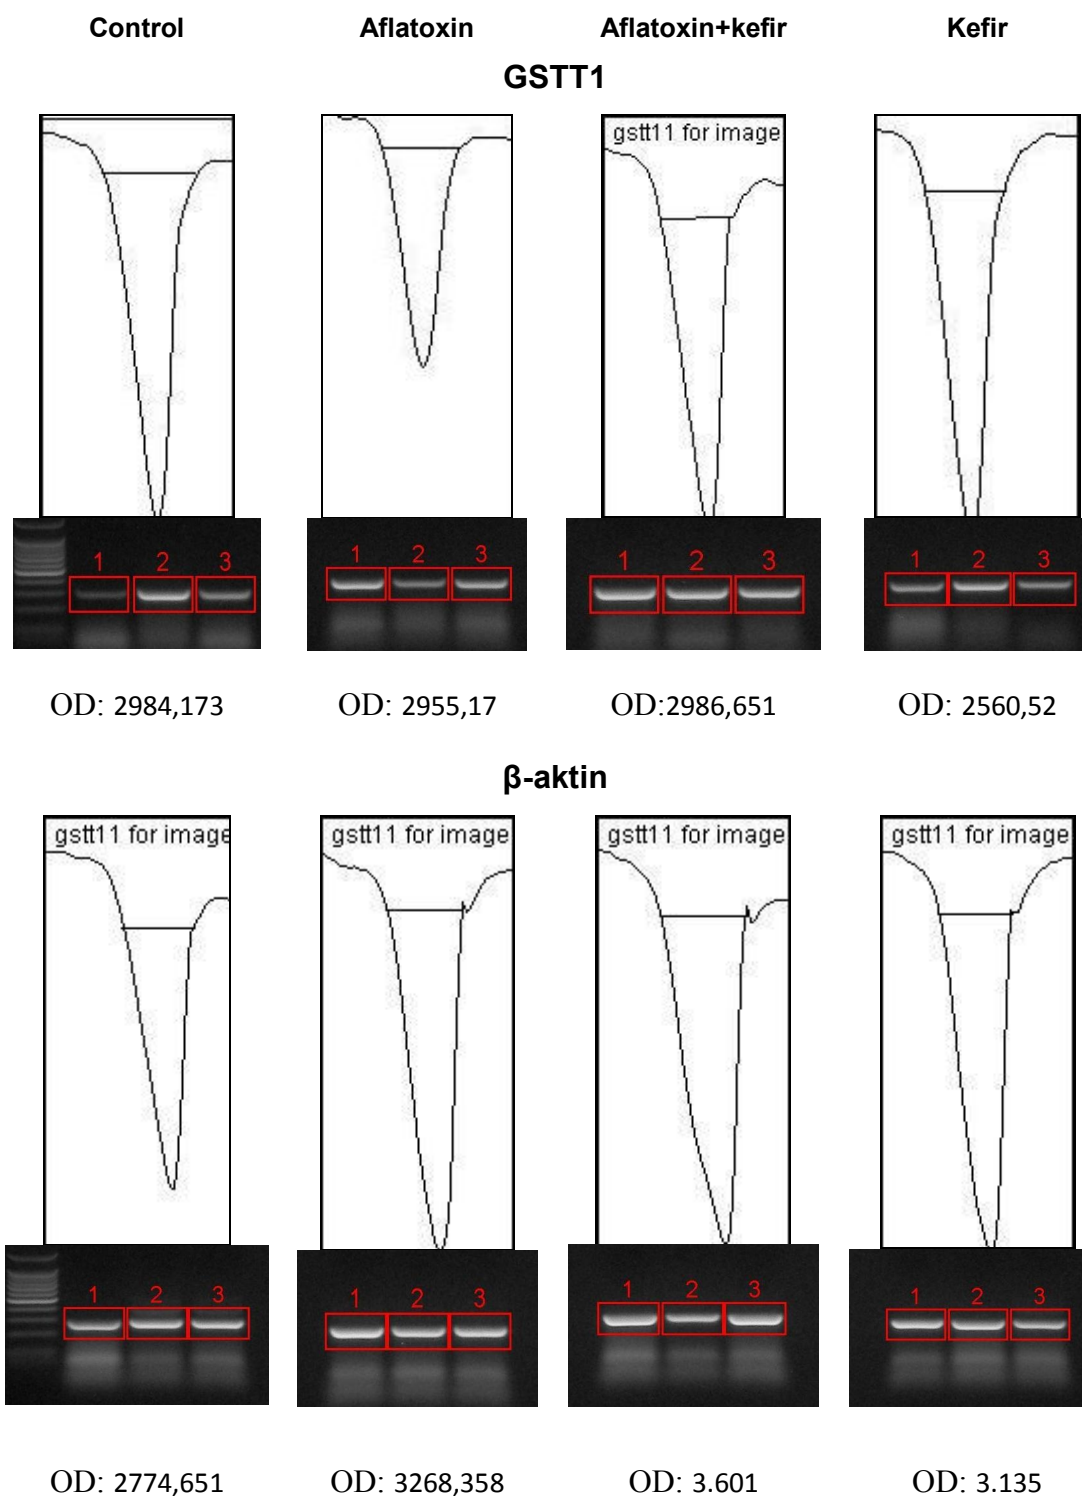 Control Aflatoxin Aflatoxin+kefir Kefir
GSTT1
gstt11 for image
1 2 3 1 2 3 1 2 3 1 2 3
OD: 2984,173 OD: 2955,17 OD:2986,651 OD: 2560,52
β-aktin
gstt11 for image gstt11 for image gstt11 for image gstt11 for image
1 2 3 1 2 3 1 2 3 1 2 3
OD: 2774,651 OD: 3268,358 OD: 3.601 OD: 3.135